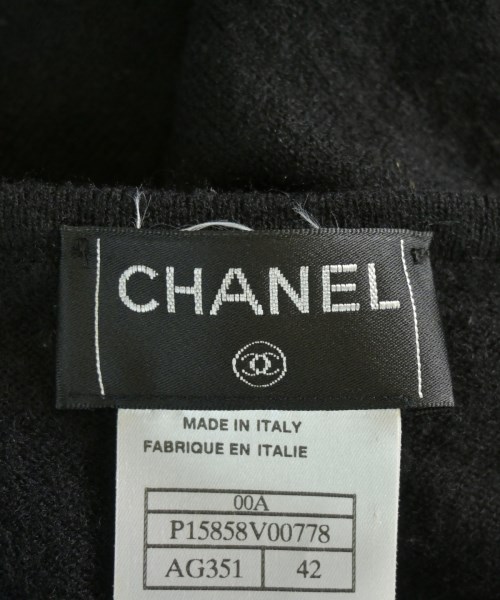 CHANEL
MADE IN ITALY
FABRIQUE EN ITALIE
00A
P15858V00778
AG351 42